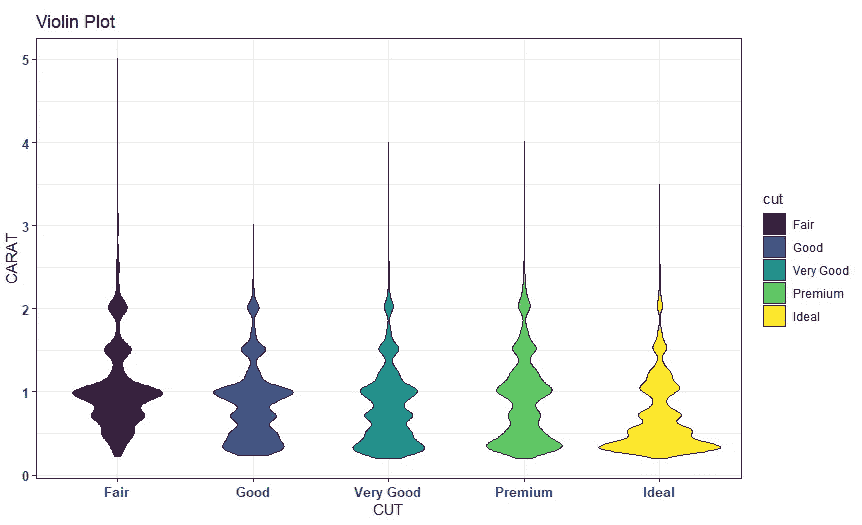 Violin Plot
5
4
3
2
1
0
CARAT
Fair Good Very Good Premium Ideal
CUT
cut
Fair
Good
Very Good
Premium
Ideal